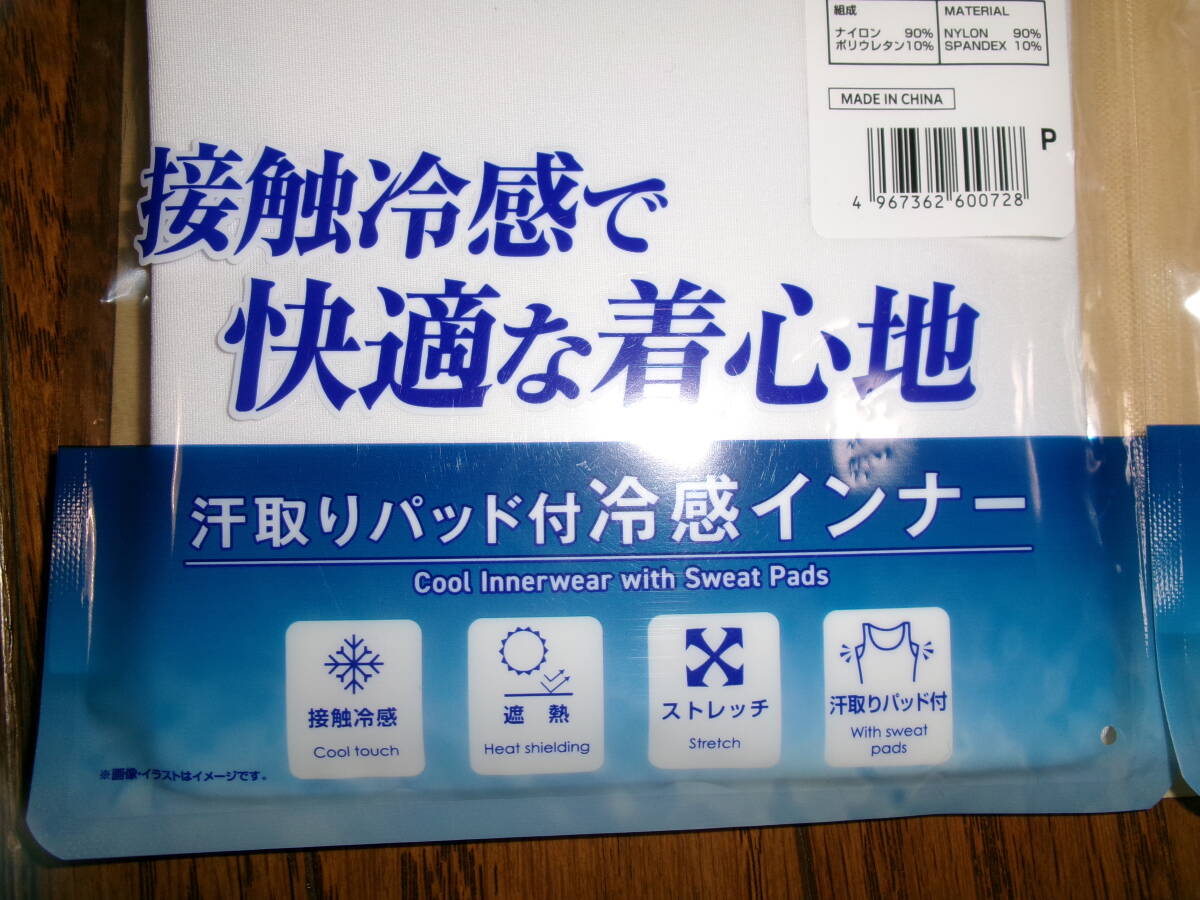 組成 MATERIAL
ナイロン 90% NYLON 90%
ポリウレタン10% SPANDEX 10%
MADE IN CHINA
P
4 967362 600728
接触冷感で
快適な着心地
汗取りパッド付冷感インナー
Cool Innerwear with Sweat Pads
接触冷感
Cool touch
遮熱
Heat shielding
ストレッチ
Stretch
汗取りパッド付
With sweat
pads
※画像・イラストはイメージです。